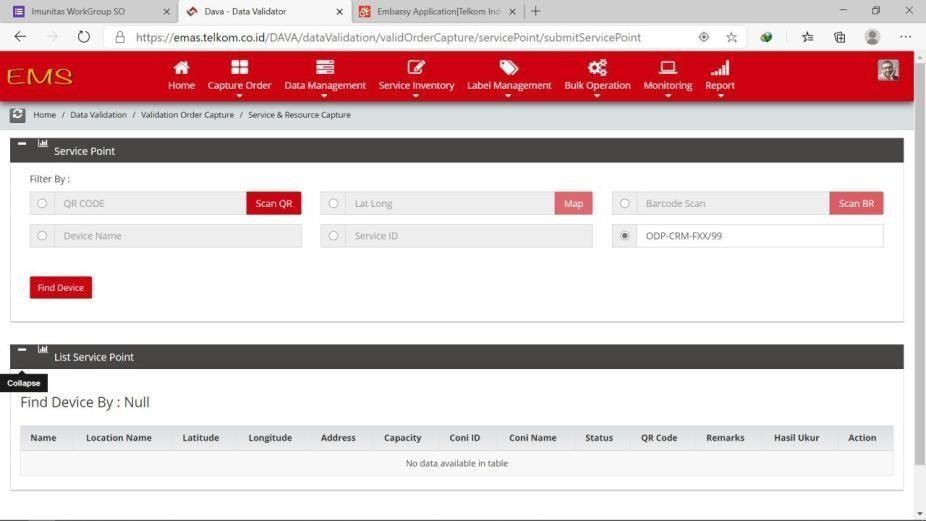 Imunitas WorkGroup SO
Dava - Data Validator
Embassy Application|Telkom Ind
https://emas.telkom.co.id/DAVA/dataValidation/validOrderCapture/servicePoint/submitServicePoint
EMS
Home Capture Order Data Management Service Inventory Label Management Bulk Operation Monitoring Report
Home / Data Validation / Validation Order Capture / Service & Resource Capture
Service Point
Filter By :
QR CODE Scan QR Lat Long Map Barcode Scan Scan BR
Device Name Service ID ODP-CRM-FXX/99
Find Device
List Service Point
Collapse
Find Device By : Null
Name Location Name Latitude Longitude Address Capacity Coni ID Coni Name Status QR Code Remarks Hasil Ukur Action
No data available in table